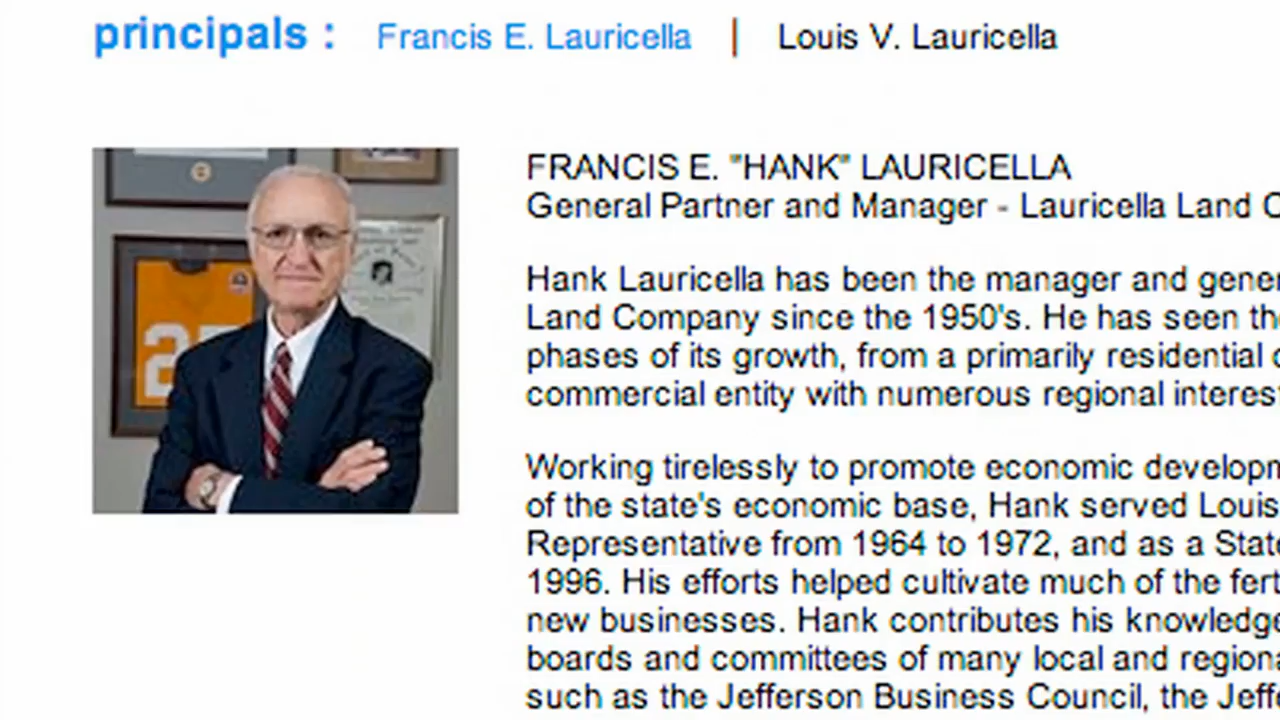 principals : Francis E. Lauricella | Louis V. Lauricella
FRANCIS E. "HANK" LAURICELLA
General Partner and Manager - Lauricella Land
Hank Lauricella has been the manager and
Land Company since the 1950's. He has seen
phases of its growth, from a primarily residential
commercial entity with numerous regional
Working tirelessly to promote economic
of the state's economic base, Hank served
Representative from 1964 to 1972, and as a
1996. His efforts helped cultivate much of the
new businesses. Hank contributes his
boards and committees of many local and
such as the Jefferson Business Council, the